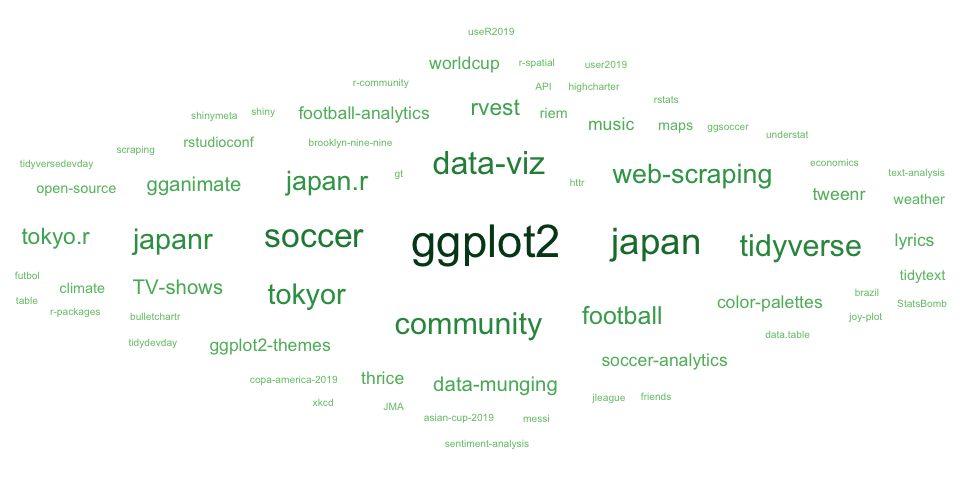 useR2019
worldcup
r-spatial
user2019
r-community
API
highcharter
rstats
shinymeta
shiny
football-analytics
rvest
riem
music
maps
ggsoccer
understat
rstudioconf
brooklyn-nine-nine
scraping
tidyversedevday
data-viz
economics
open-source
gganimate
japan.r
gt
httr
web-scraping
text-analysis
tweenr
weather
tokyo.r
japanr
soccer
ggplot2
japan
tidyverse
lyrics
futbol
climate
TV-shows
tokyor
tidytext
table
r-packages
bulletchartr
community
football
color-palettes
brazil
StatsBomb
joy-plot
tidydevday
ggplot2-themes
data.table
soccer-analytics
copa-america-2019
thrice
data-munging
xkcd
JMA
jleague
friends
asian-cup-2019
messi
sentiment-analysis